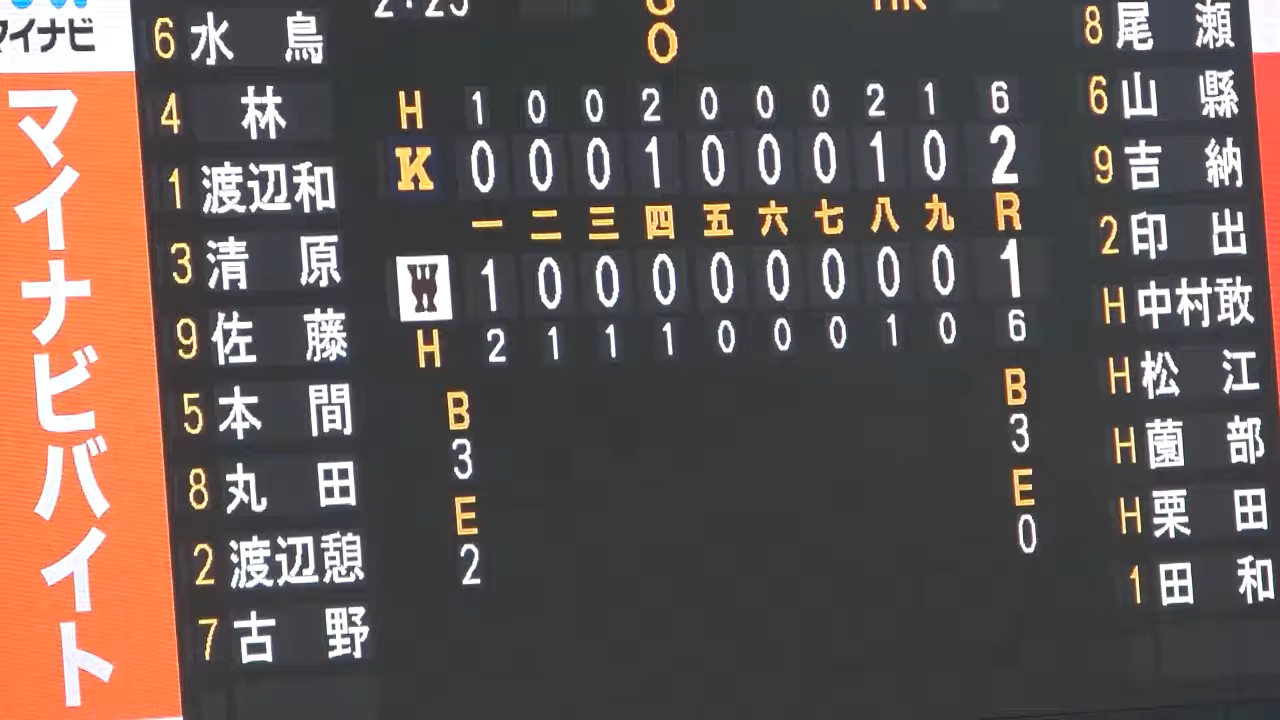 マイナビ
マイナビバイト
6 水鳥
4 林
1 渡辺和
3 清原
9 佐藤
5 本間
8 丸田
2 渡辺憩
7 古野
0
H 1 0 0 2 0 0 0 2 1 6
K 0 0 0 1 0 0 0 1 0 2
一 二 三 四 五 六 七 八 九 R
W 1 0 0 0 0 0 0 0 0 1
H 2 1 1 1 0 0 0 1 0 6
B B
3 3
E E
2 0
8 尾瀬
6 山縣
9 吉納
2 印出
H 中村敢
H 松江
H 薗部
H 栗田
1 田和